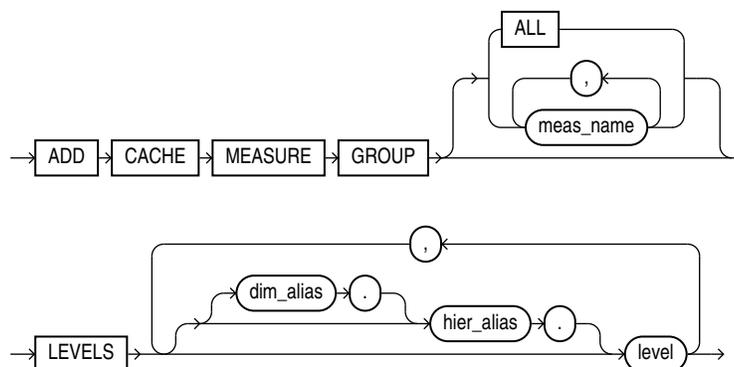 ALL
,
meas_name
ADD CACHE MEASURE GROUP
,
dim_alias .
hier_alias .
LEVELS level